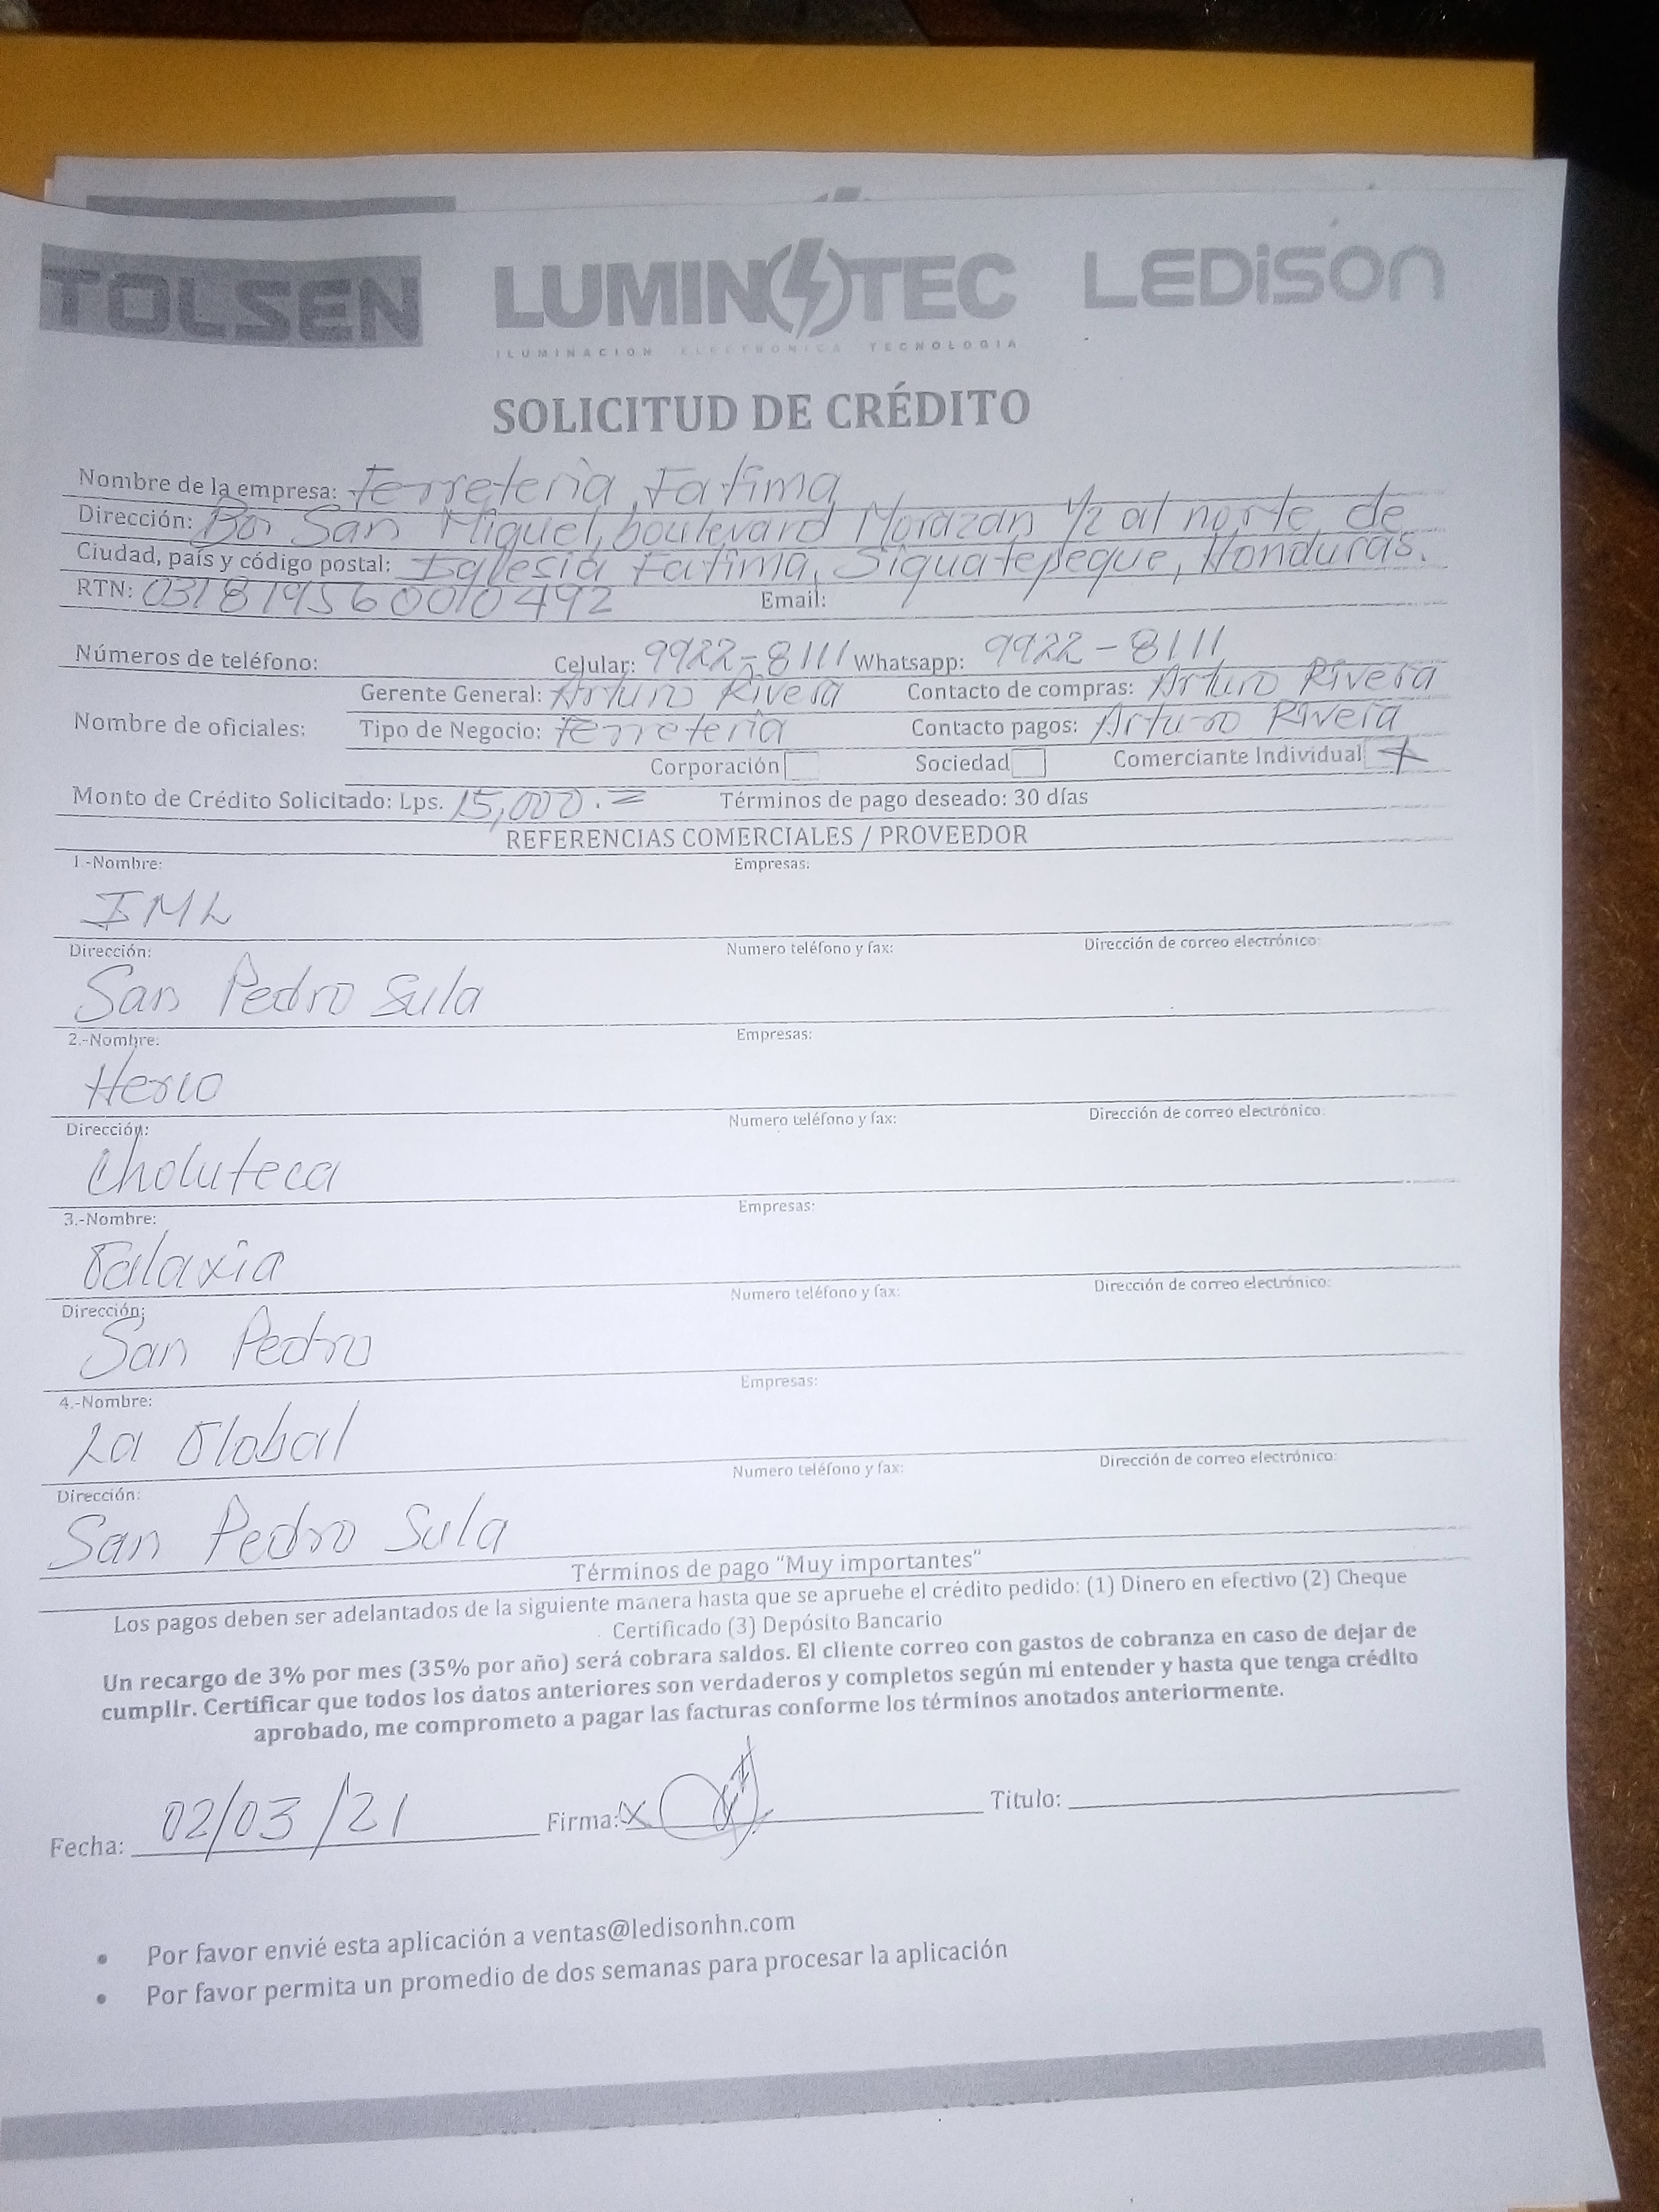 TOLSEN LUMINOTEC LEDISON
ILUMINACION ELECTRONICA TECNOLOGIA
SOLICITUD DE CRÉDITO
Nombre de la empresa: Ferreteria Fatima
Dirección: Bo. San Miguel, boulevard Morazan 1/2 al norte de
Ciudad, país y código postal: Iglesia Fatima, Siguatepeque, Honduras.
RTN: 031819560010492 Email:
Números de teléfono: Celular: 9922-8111 Whatsapp: 9922-8111
Gerente General: Arturo Rivera Contacto de compras: Arturo Rivera
Nombre de oficiales: Tipo de Negocio: Ferreteria Contacto pagos: Arturo Rivera
Corporación Sociedad Comerciante Individual
Monto de Crédito Solicitado: Lps. 15,000.= Términos de pago deseado: 30 días
REFERENCIAS COMERCIALES / PROVEEDOR
1-Nombre: Empresas:
IML
Dirección: Numero teléfono y fax: Dirección de correo electrónico:
San Pedro Sula
2.-Nombre: Empresas:
Herco
Dirección: Numero teléfono y fax: Dirección de correo electrónico:
Choluteca
3.-Nombre: Empresas:
Galaxia
Dirección: Numero teléfono y fax: Dirección de correo electrónico:
San Pedro
4.-Nombre: Empresas:
La Global
Dirección: Numero teléfono y fax: Dirección de correo electrónico:
San Pedro Sula
Términos de pago "Muy importantes"
Los pagos deben ser adelantados de la siguiente manera hasta que se apruebe el crédito pedido: (1) Dinero en efectivo (2) Cheque
Certificado (3) Depósito Bancario
Un recargo de 3% por mes (35% por año) será cobrara saldos. El cliente correo con gastos de cobranza en caso de dejar de
cumplir. Certificar que todos los datos anteriores son verdaderos y completos según mi entender y hasta que tenga crédito
aprobado, me comprometo a pagar las facturas conforme los términos anotados anteriormente.
Fecha: 02/03/21 Firma: x Titulo:
• Por favor envié esta aplicación a ventas@ledisonhn.com
• Por favor permita un promedio de dos semanas para procesar la aplicación